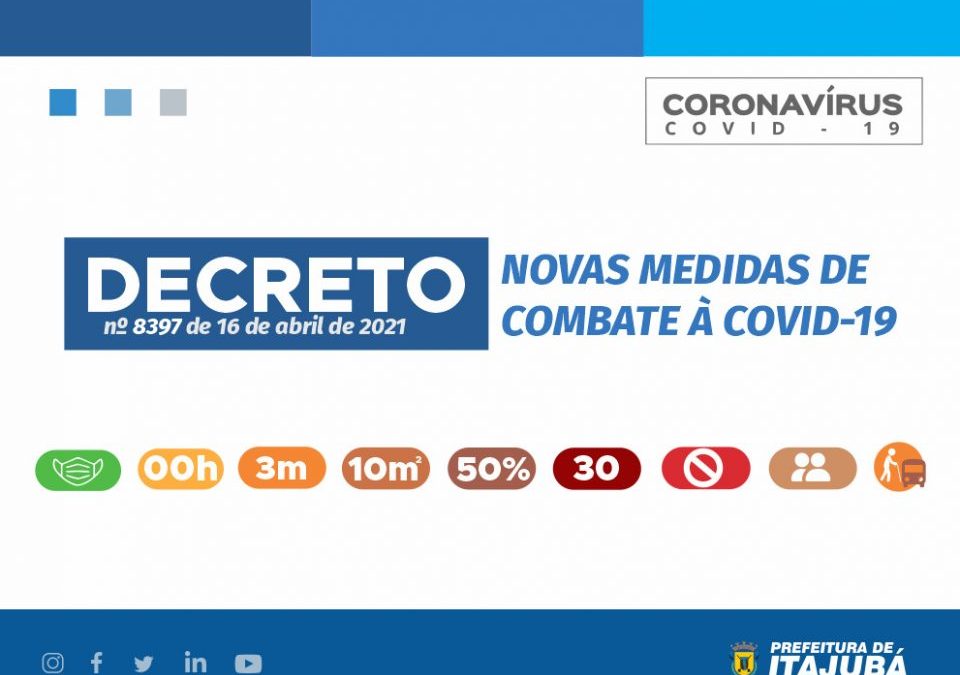 CORONAVÍRUS
COVID - 19
DECRETO
nº 8397 de 16 de abril de 2021
NOVAS MEDIDAS DE
COMBATE À COVID-19
00h
3m
10m²
50%
30
PREFEITURA DE
ITAJUBÁ